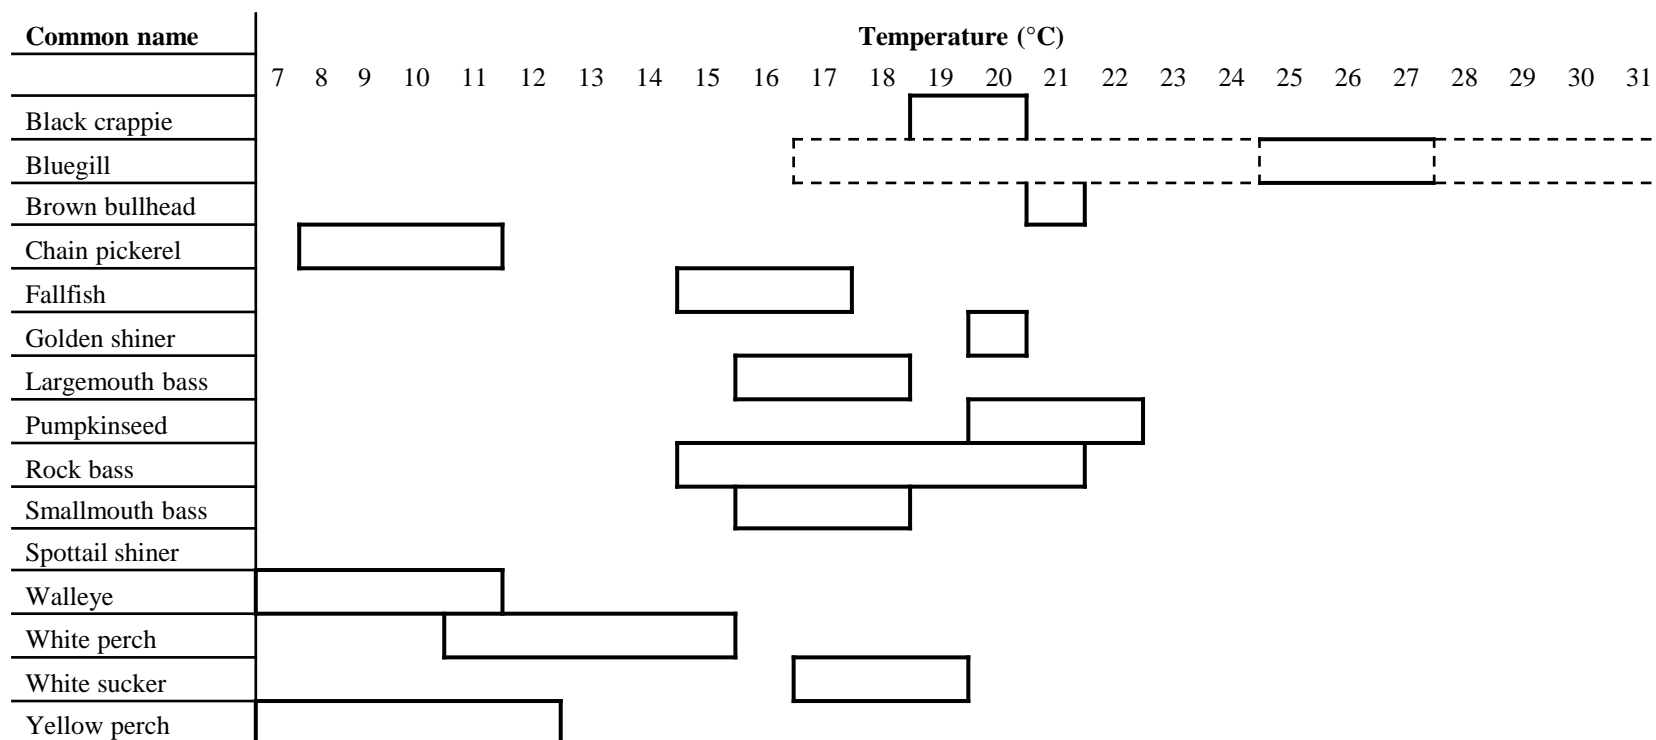 Common name Temperature (°C)
7 8 9 10 11 12 13 14 15 16 17 18 19 20 21 22 23 24 25 26 27 28 29 30 31
Black crappie
Bluegill
Brown bullhead
Chain pickerel
Fallfish
Golden shiner
Largemouth bass
Pumpkinseed
Rock bass
Smallmouth bass
Spottail shiner
Walleye
White perch
White sucker
Yellow perch